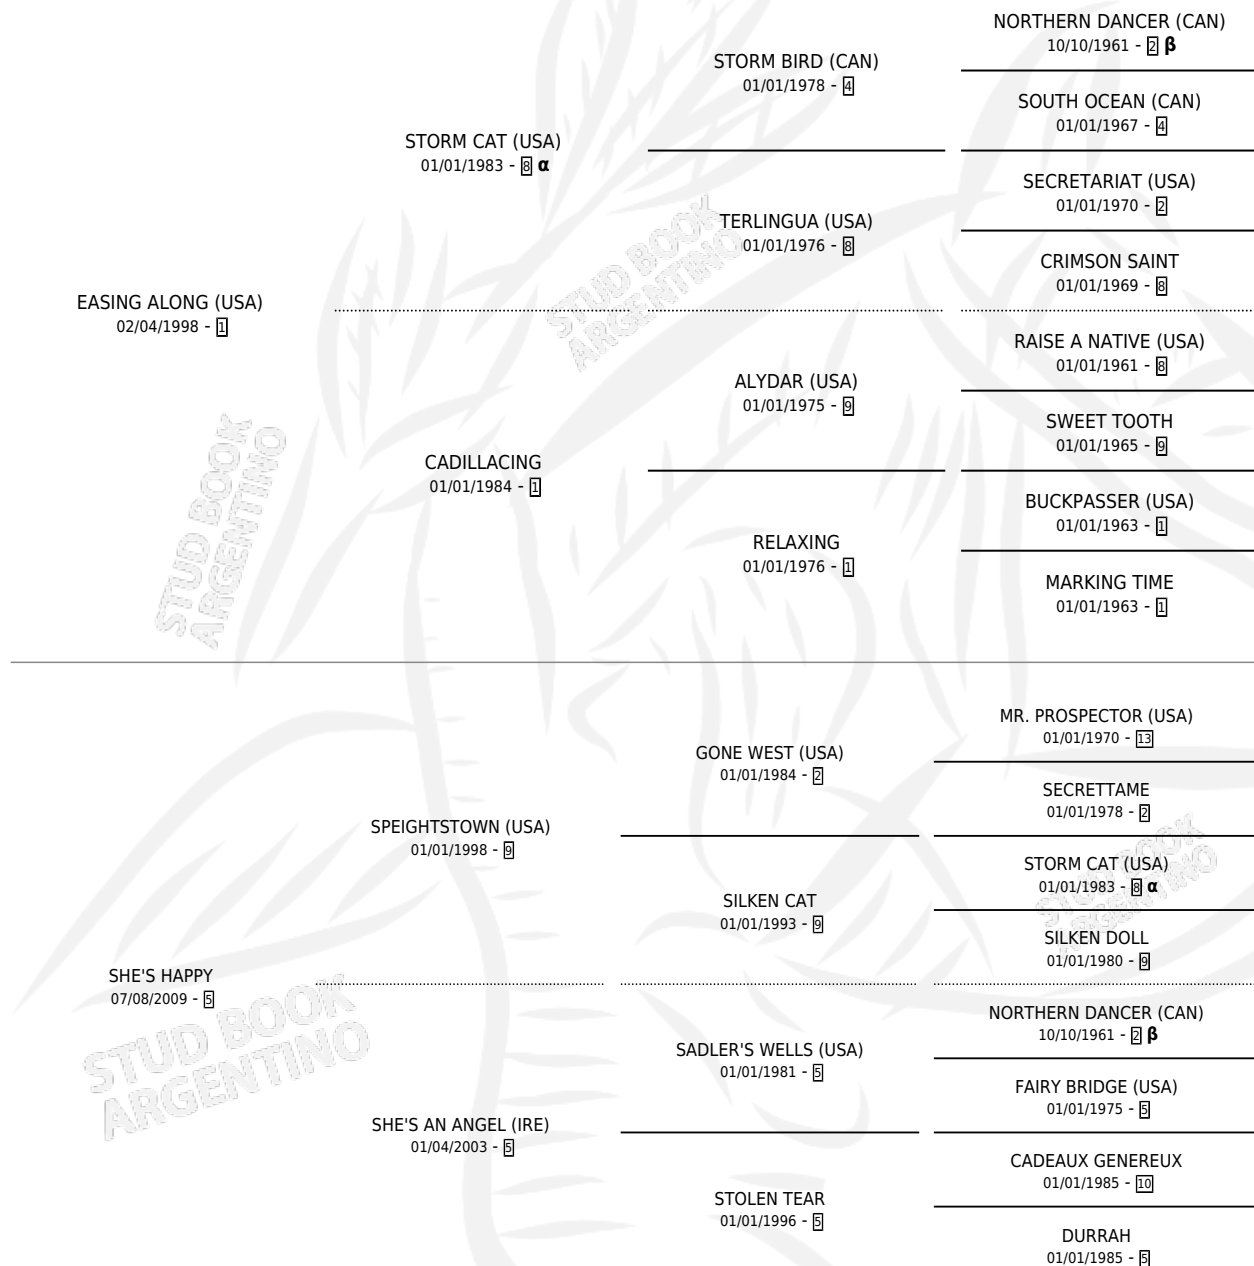 NORTHERN DANCER (CAN)
10/10/1961 - 2 β
STORM BIRD (CAN)
01/01/1978 - 4
SOUTH OCEAN (CAN)
01/01/1967 - 4
STORM CAT (USA)
01/01/1983 - 8 α
SECRETARIAT (USA)
01/01/1970 - 2
TERLINGUA (USA)
01/01/1976 - 8
CRIMSON SAINT
01/01/1969 - 8
EASING ALONG (USA)
02/04/1998 - 1
STUD BOOK
ARGENTINO
RAISE A NATIVE (USA)
01/01/1961 - 8
ALYDAR (USA)
01/01/1975 - 9
SWEET TOOTH
01/01/1965 - 9
CADILLACING
01/01/1984 - 1
BUCKPASSER (USA)
01/01/1963 - 1
RELAXING
01/01/1976 - 1
MARKING TIME
01/01/1963 - 1
STUD BOOK
ARGENTINO
MR. PROSPECTOR (USA)
01/01/1970 - 13
GONE WEST (USA)
01/01/1984 - 2
SECRETTAME
01/01/1978 - 2
SPEIGHTSTOWN (USA)
01/01/1998 - 9
STORM CAT (USA)
01/01/1983 - 8 α
SILKEN CAT
01/01/1993 - 9
SILKEN DOLL
01/01/1980 - 9
STUD BOOK
ARGENTINO
SHE'S HAPPY
07/08/2009 - 5
NORTHERN DANCER (CAN)
10/10/1961 - 2 β
SADLER'S WELLS (USA)
01/01/1981 - 5
FAIRY BRIDGE (USA)
01/01/1975 - 5
STUD BOOK
ARGENTINO
SHE'S AN ANGEL (IRE)
01/04/2003 - 5
CADEAUX GENEREUX
01/01/1985 - 10
STOLEN TEAR
01/01/1996 - 5
DURRAH
01/01/1985 - 5